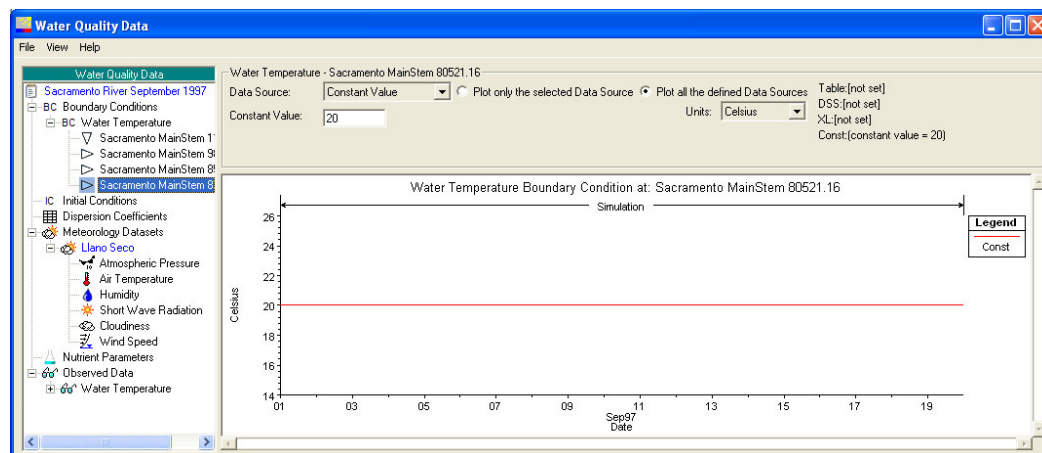 Water Quality Data
File View Help
Water Quality Data
Sacramento River September 1997
BC Boundary Conditions
BC Water Temperature
Sacramento MainStem 1
Sacramento MainStem 9
Sacramento MainStem 8
Sacramento MainStem 8
IC Initial Conditions
Dispersion Coefficients
Meteorology Datasets
Llano Seco
Atmospheric Pressure
Air Temperature
Humidity
Short Wave Radiation
Cloudiness
Wind Speed
Nutrient Parameters
Observed Data
Water Temperature
Water Temperature - Sacramento MainStem 80521.16
Data Source: Constant Value Plot only the selected Data Source Plot all the defined Data Sources
Constant Value: 20 Units: Celsius
Table:[not set]
DSS:[not set]
XL:[not set]
Const:(constant value = 20)
Water Temperature Boundary Condition at: Sacramento MainStem 80521.16
Simulation
Legend
Const
Celsius
26
24
22
20
18
16
14
01 03 05 07 09 11 13 15 17 19
Sep97
Date